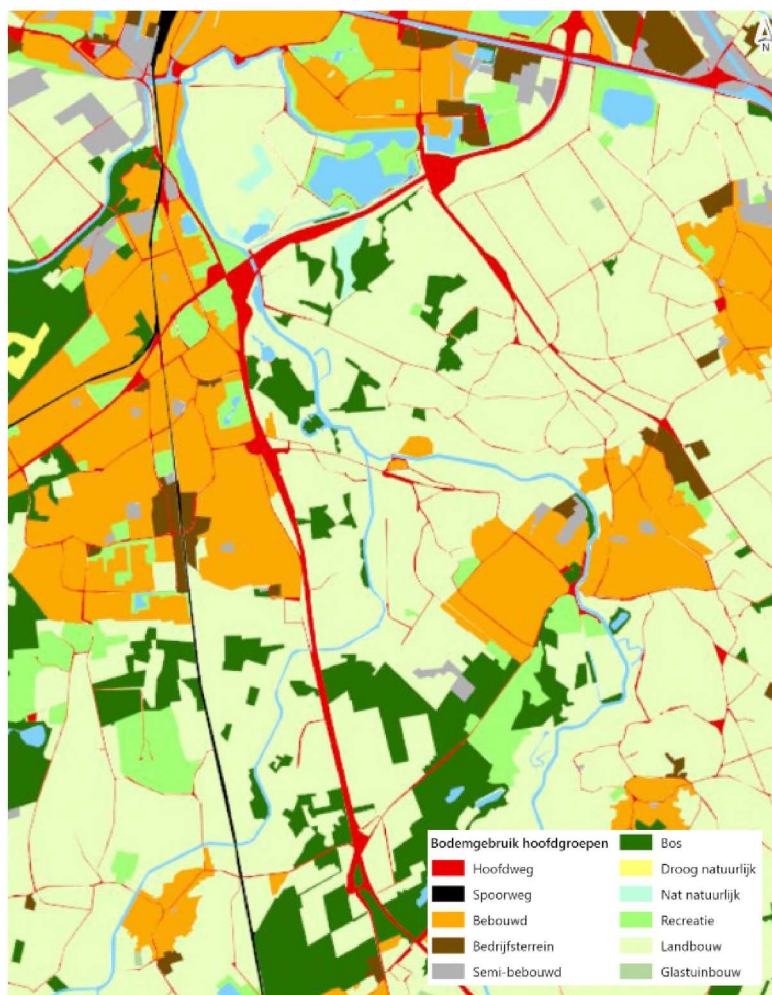 N
Bodemgebruik hoofdgroepen
Hoofdweg
Spoorweg
Bebouwd
Bedrijfsterrein
Semi-bebouwd
Bos
Droog natuurlijk
Nat natuurlijk
Recreatie
Landbouw
Glastuinbouw